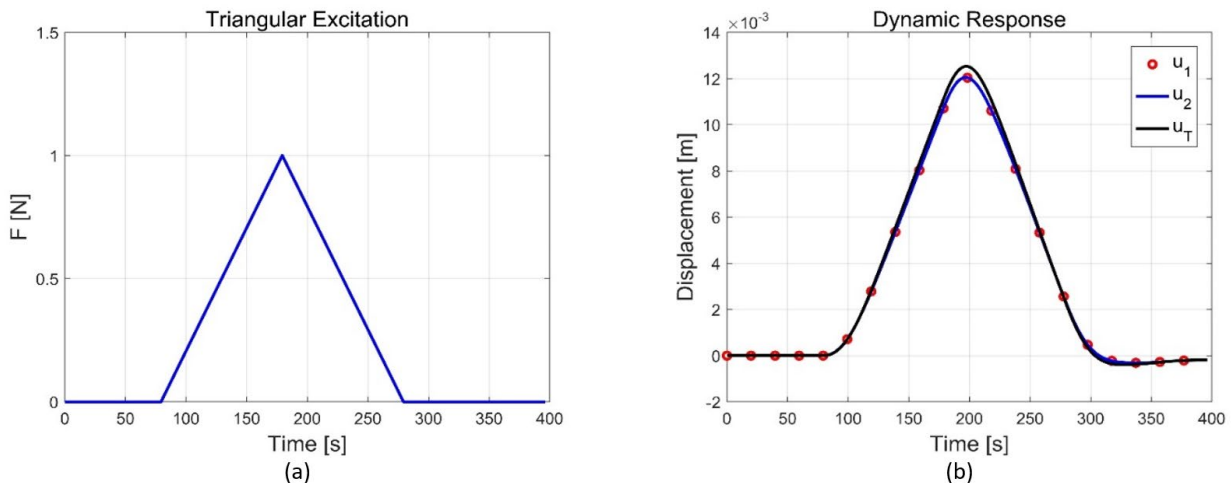 Triangular Excitation
1.5
1
0.5
0
F [N]
0 50 100 150 200 250 300 350 400
Time [s]
(a)
×10⁻³
Dynamic Response
14
12
10
8
6
4
2
0
-2
Displacement [m]
u₁
u₂
u_T
0 50 100 150 200 250 300 350 400
Time [s]
(b)